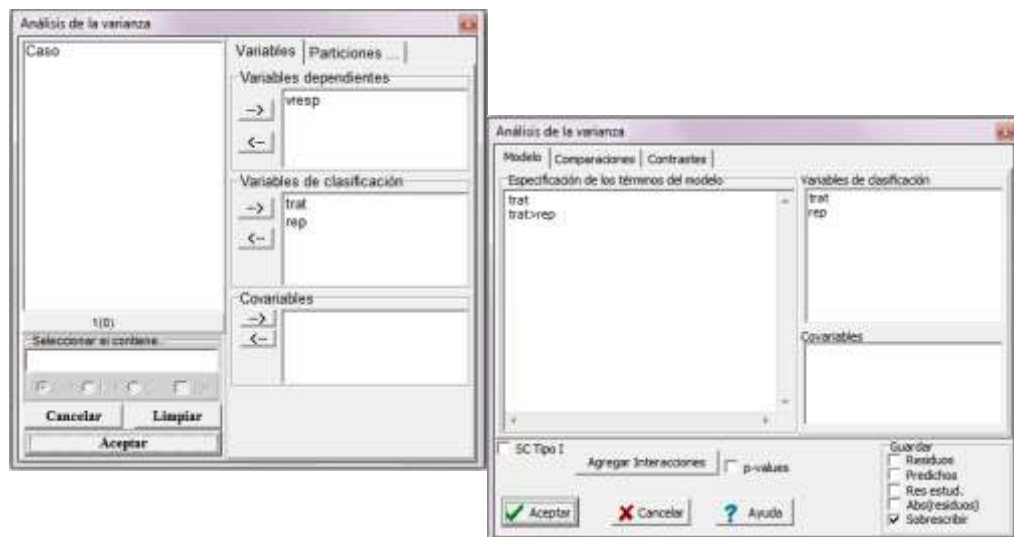 Análisis de la varianza
Caso
1(0)
Seleccionar si contiene..
Cancelar
Limpiar
Aceptar
Variables
Particiones ...
Variables dependientes
-->
vresp
<--
Variables de clasificación
-->
trat
rep
<--
Covariables
-->
<--
Análisis de la varianza
Modelo
Comparaciones
Contrastes
Especificación de los términos del modelo
trat
trat>rep
Variables de clasificación
trat
rep
Covariables
SC Tipo I
Agregar Interacciones
p-values
Aceptar
Cancelar
Ayuda
Guardar
Residuos
Predichos
Res estud.
Abs(residuos)
Sobrescribir